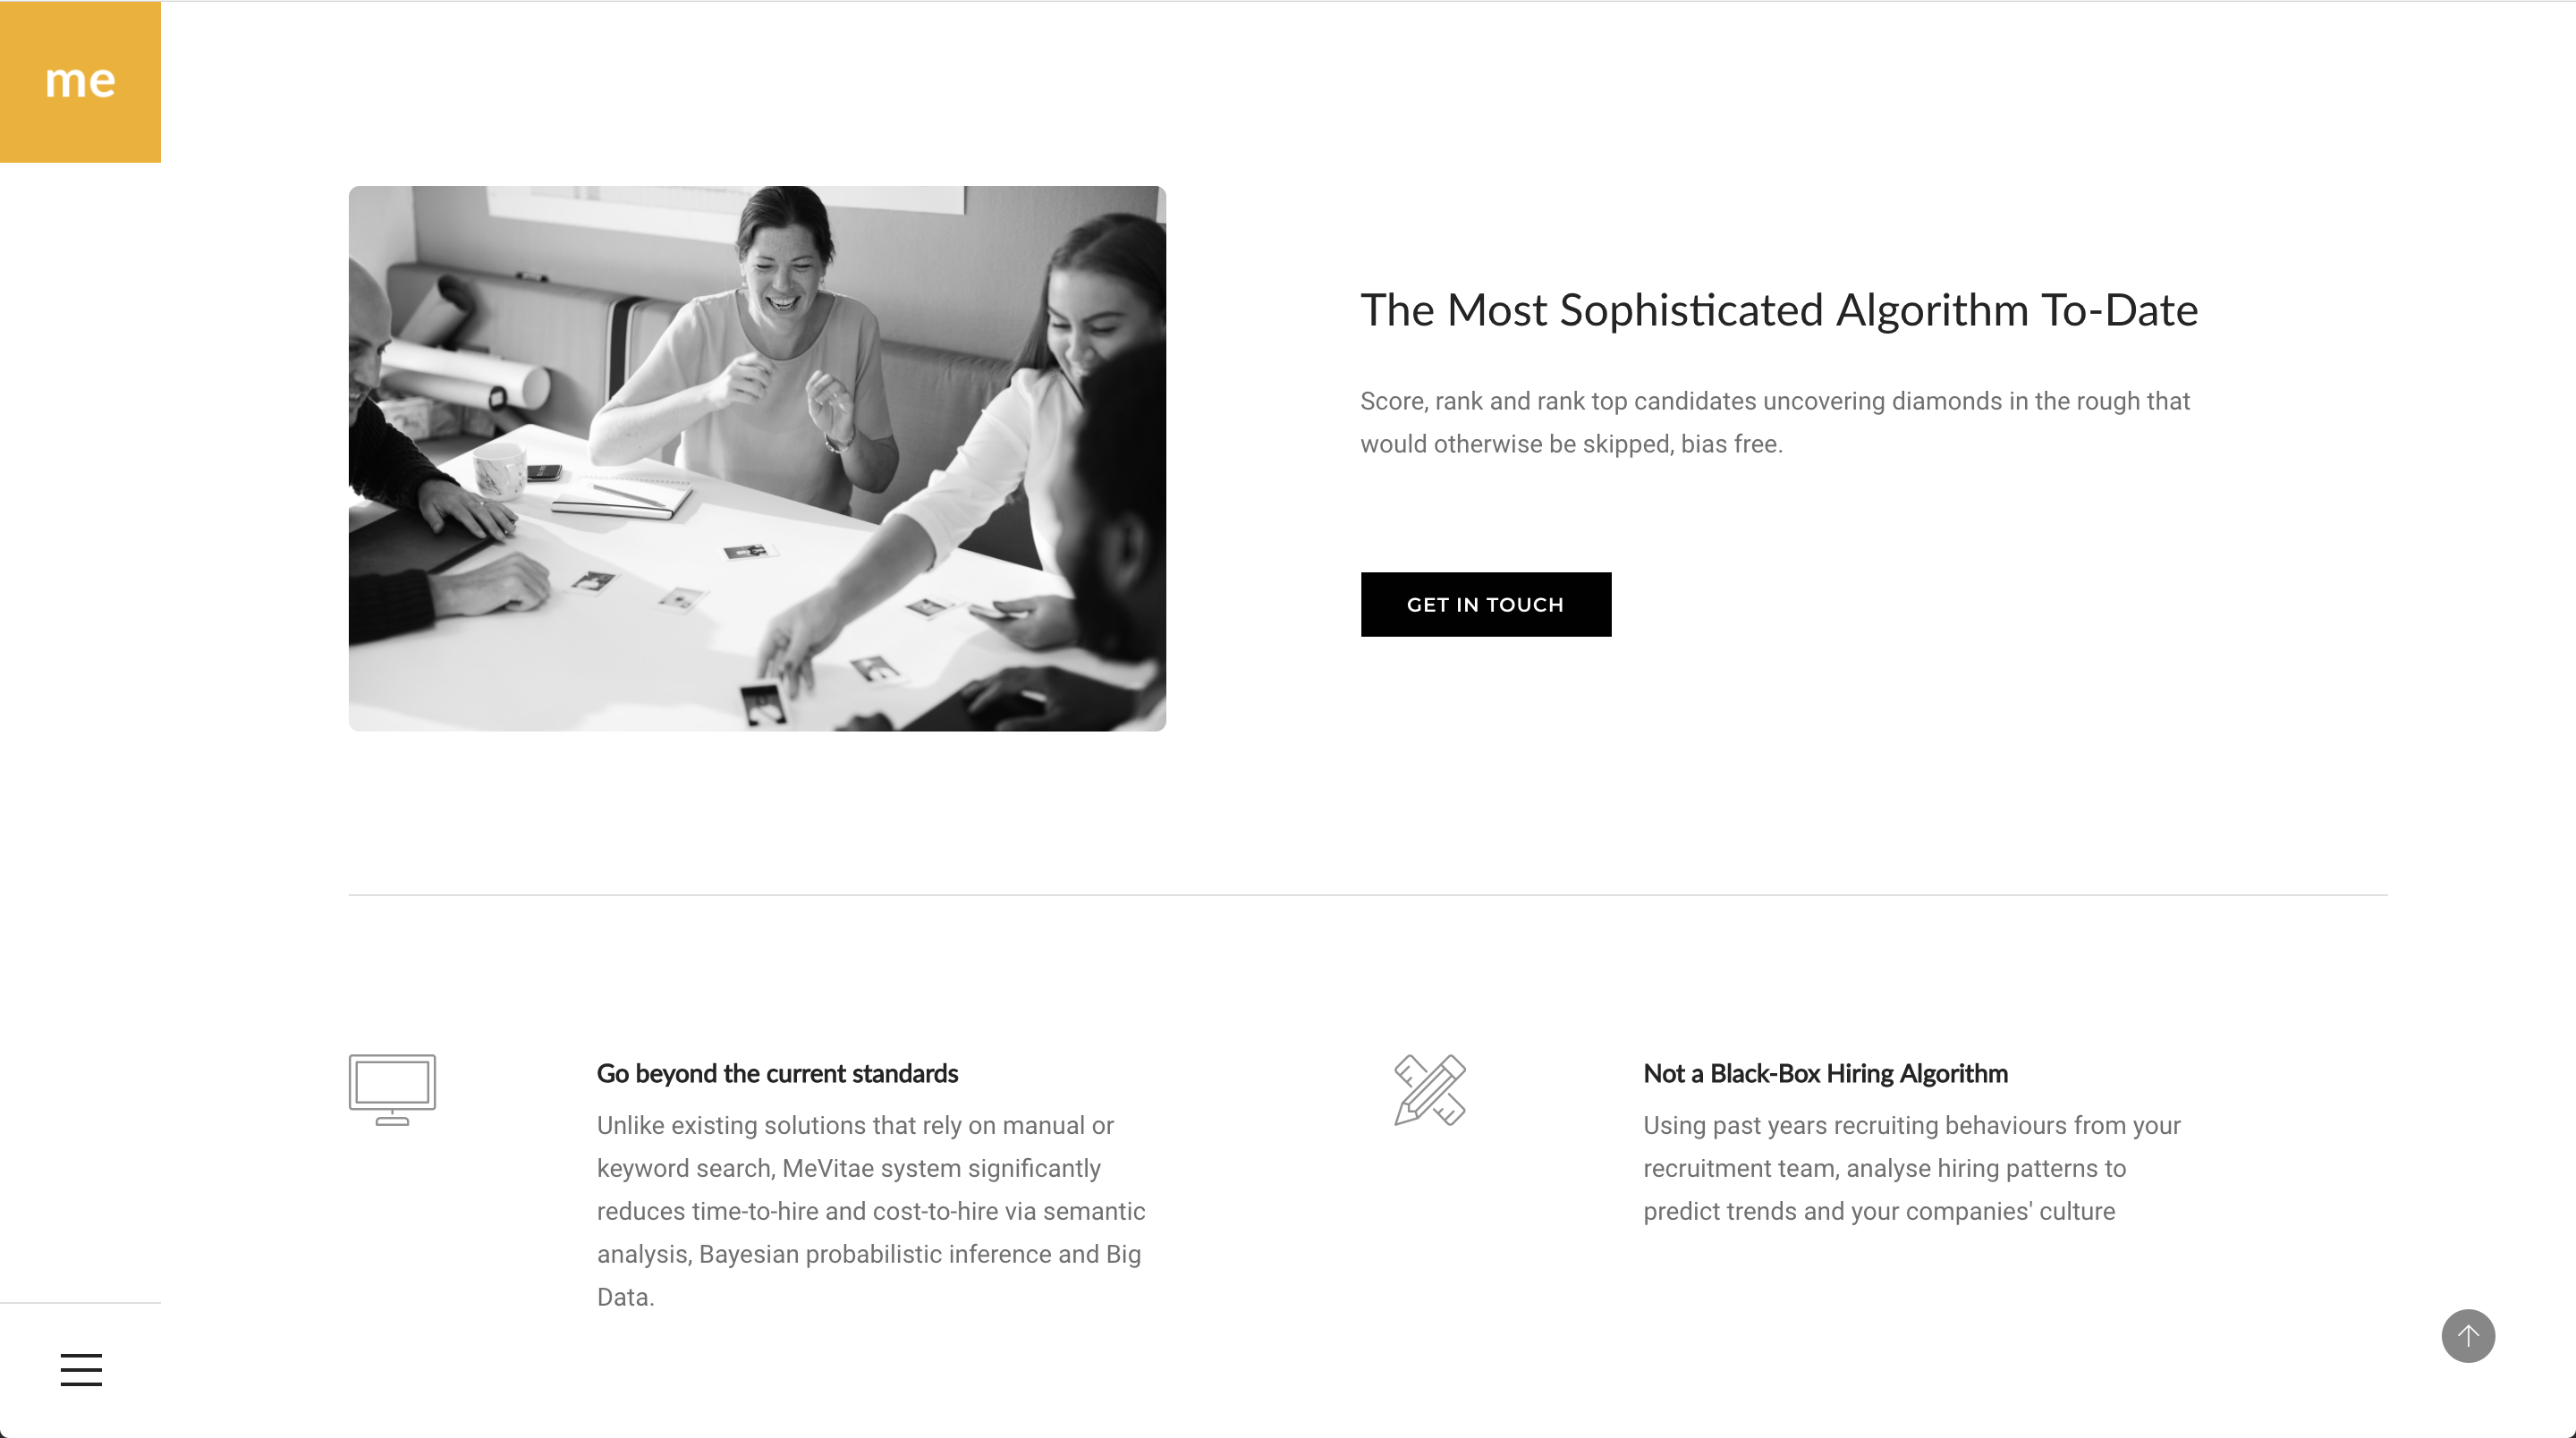 me
The Most Sophisticated Algorithm To-Date
Score, rank and rank top candidates uncovering diamonds in the rough that
would otherwise be skipped, bias free.
GET IN TOUCH
Go beyond the current standards
Unlike existing solutions that rely on manual or
keyword search, MeVitae system significantly
reduces time-to-hire and cost-to-hire via semantic
analysis, Bayesian probabilistic inference and Big
Data.
Not a Black-Box Hiring Algorithm
Using past years recruiting behaviours from your
recruitment team, analyse hiring patterns to
predict trends and your companies' culture